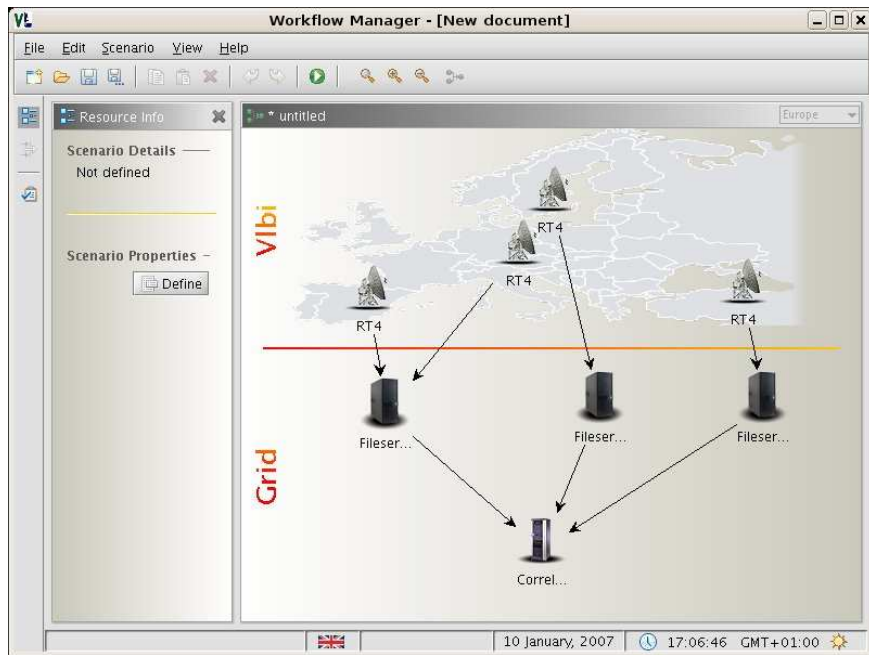 VL Workflow Manager - [New document]
File Edit Scenario View Help
Resource Info
* untitled
Europe
Scenario Details
Not defined
Scenario Properties
Define
Vlbi
RT4
RT4
RT4
RT4
Fileser...
Fileser...
Fileser...
Grid
Correl...
10 January, 2007
17:06:46 GMT+01:00